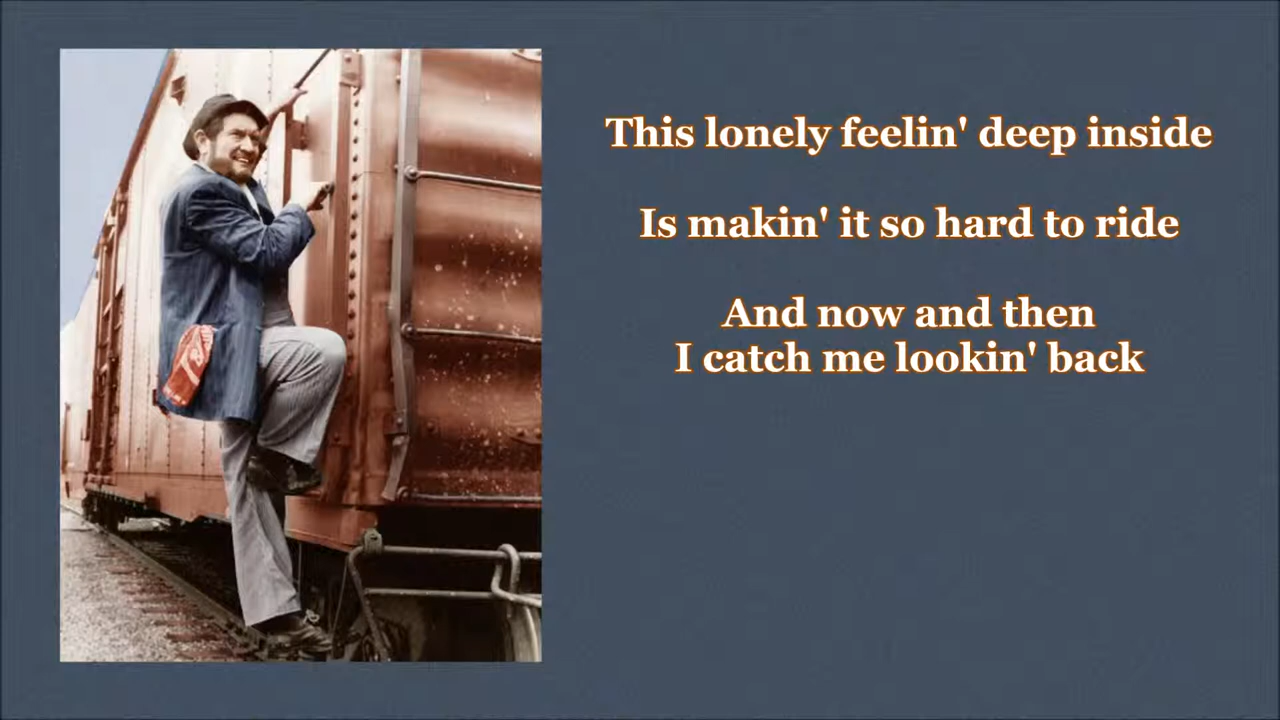 This lonely feelin' deep inside
Is makin' it so hard to ride
And now and then
I catch me lookin' back